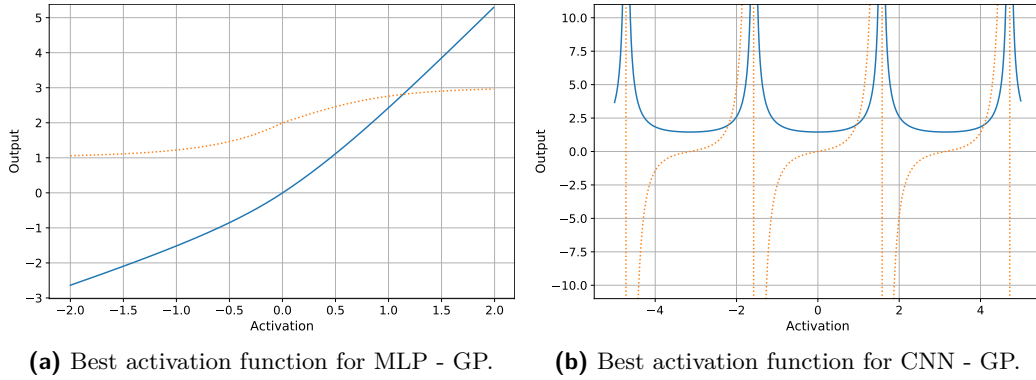 5
4
3
2
1
0
−1
−2
−3
Output
−2.0 −1.5 −1.0 −0.5 0.0 0.5 1.0 1.5 2.0
Activation
(a) Best activation function for MLP - GP.
10.0
7.5
5.0
2.5
0.0
−2.5
−5.0
−7.5
−10.0
Output
−4 −2 0 2 4
Activation
(b) Best activation function for CNN - GP.